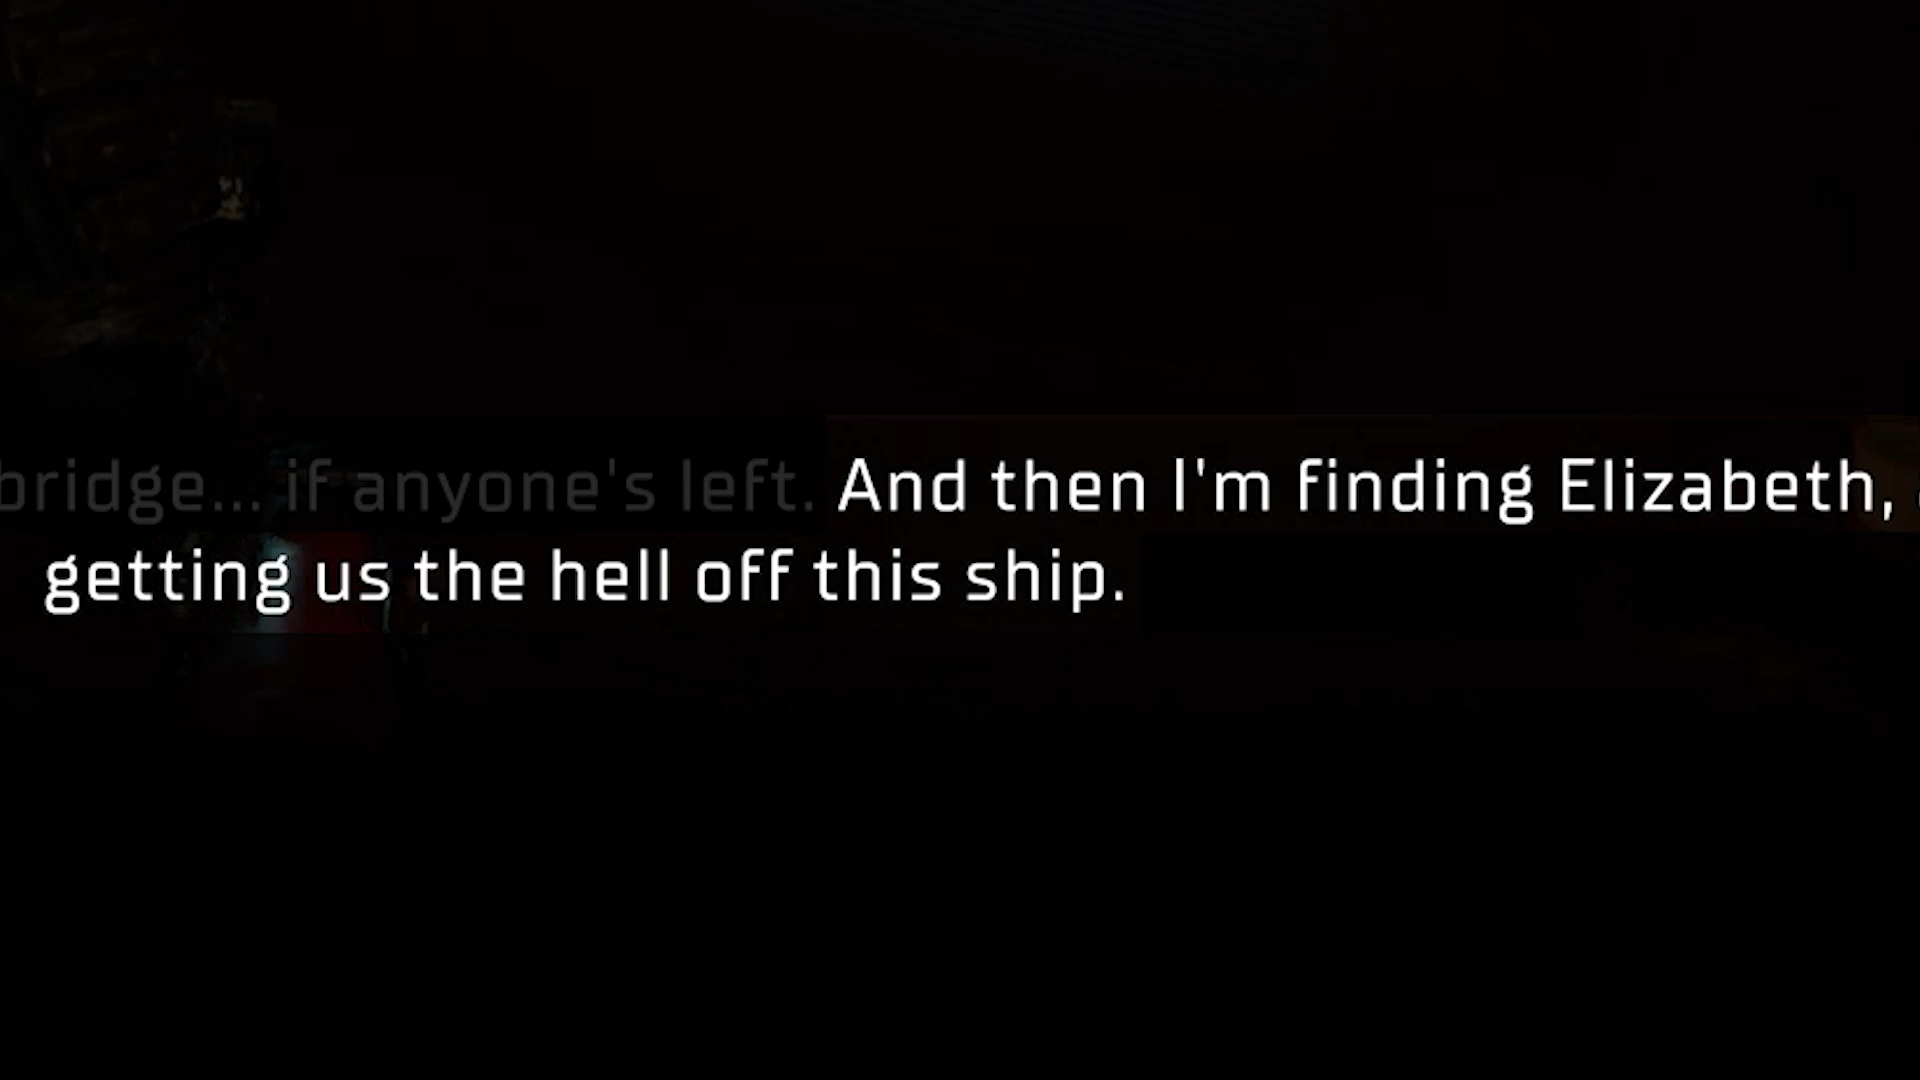 bridge... if anyone's left. And then I'm finding Elizabeth,
getting us the hell off this ship.